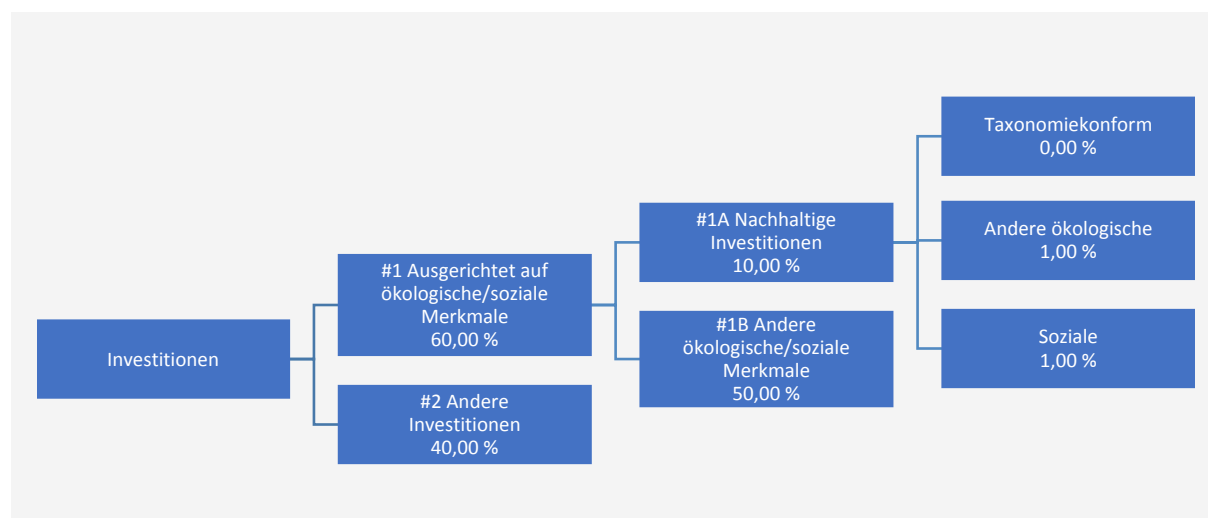 Investitionen
#1 Ausgerichtet auf
ökologische/soziale
Merkmale
60,00 %
#2 Andere
Investitionen
40,00 %
#1A Nachhaltige
Investitionen
10,00 %
#1B Andere
ökologische/soziale
Merkmale
50,00 %
Taxonomiekonform
0,00 %
Andere ökologische
1,00 %
Soziale
1,00 %